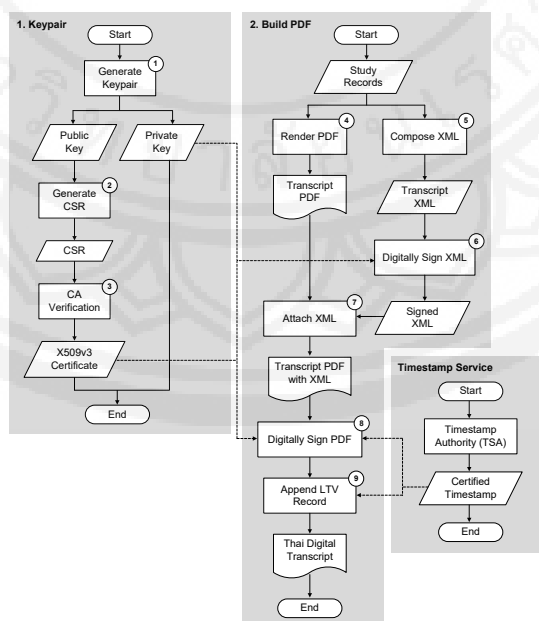 1. Keypair
Start
1
Generate
Keypair
Public
Key
Private
Key
2
Generate
CSR
CSR
3
CA
Verification
X509v3
Certificate
End
2. Build PDF
Start
Study
Records
4
Render PDF
5
Compose XML
Transcript
PDF
Transcript
XML
6
Digitally Sign XML
7
Attach XML
Signed
XML
Transcript PDF
with XML
8
Digitally Sign PDF
9
Append LTV
Record
Thai Digital
Transcript
End
Timestamp Service
Start
Timestamp
Authority (TSA)
Certified
Timestamp
End